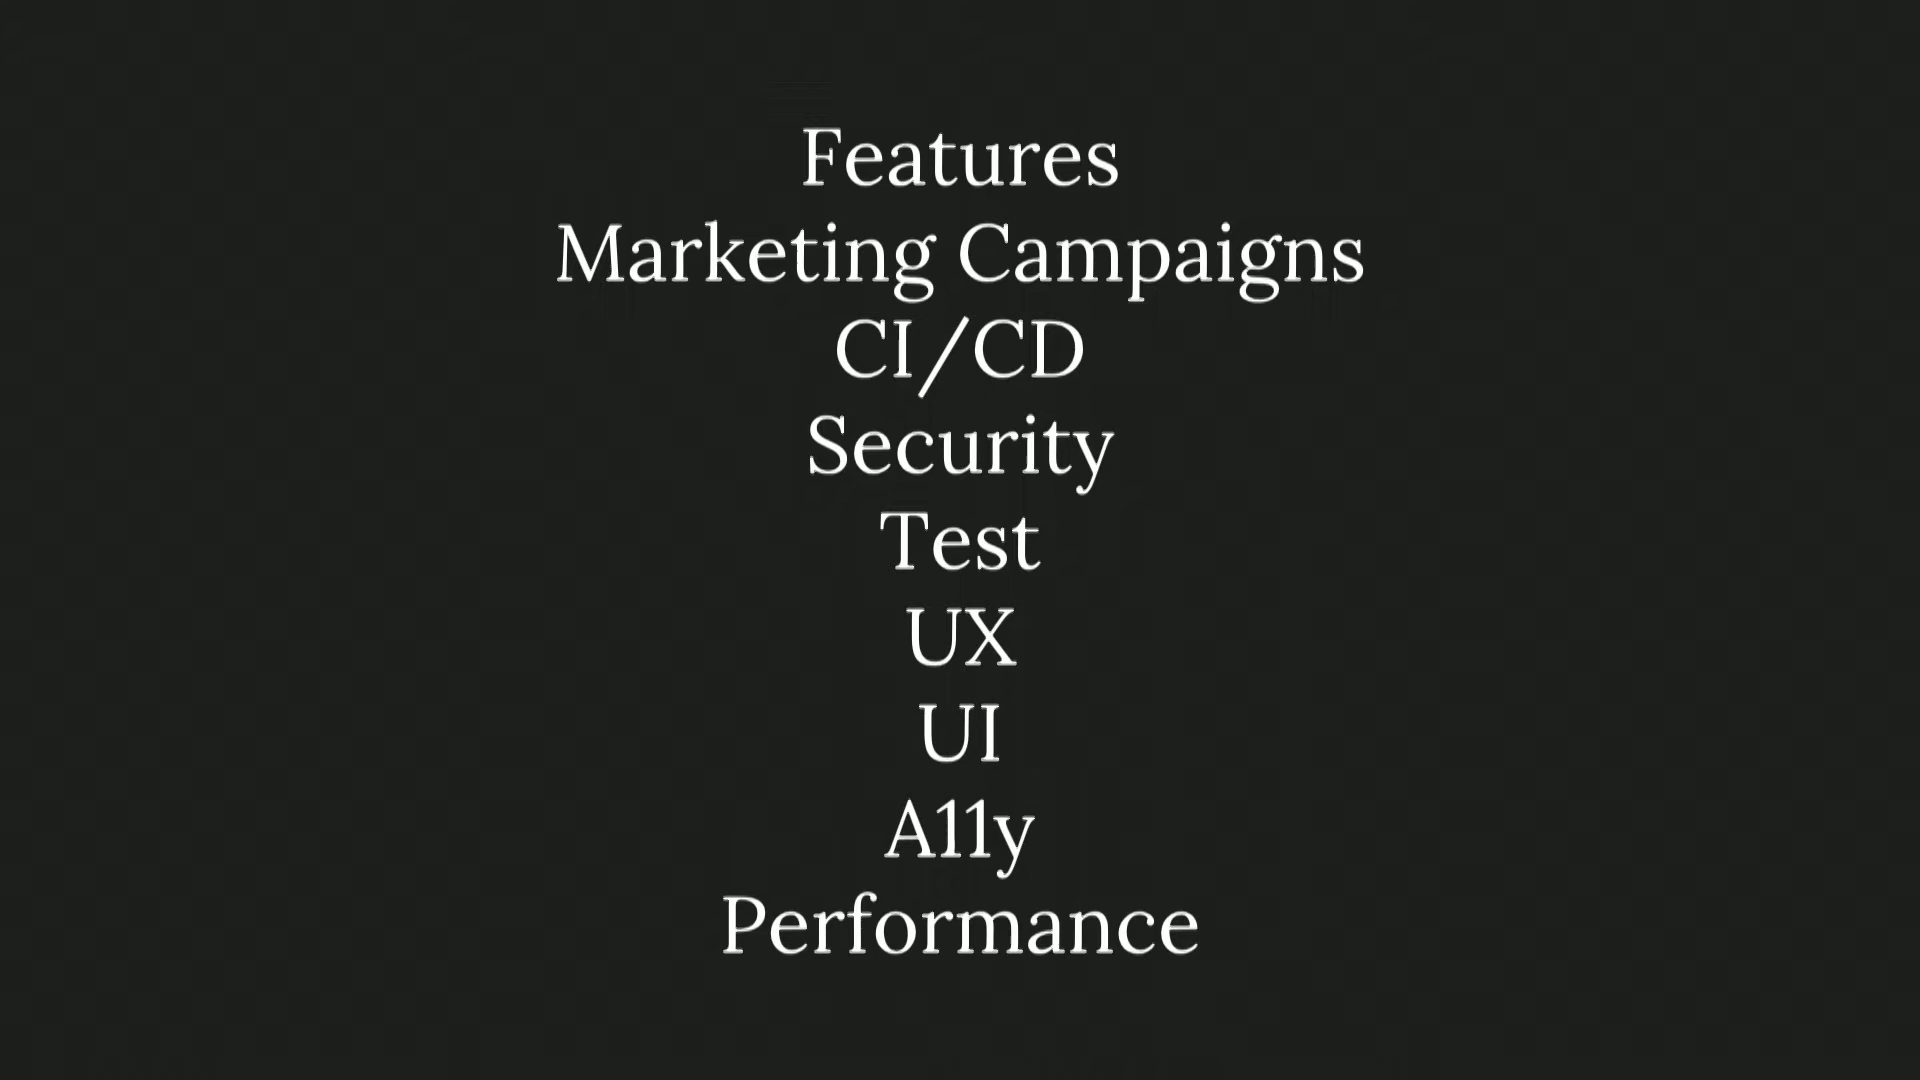 Features
Marketing Campaigns
CI/CD
Security
Test
UX
UI
A11y
Performance